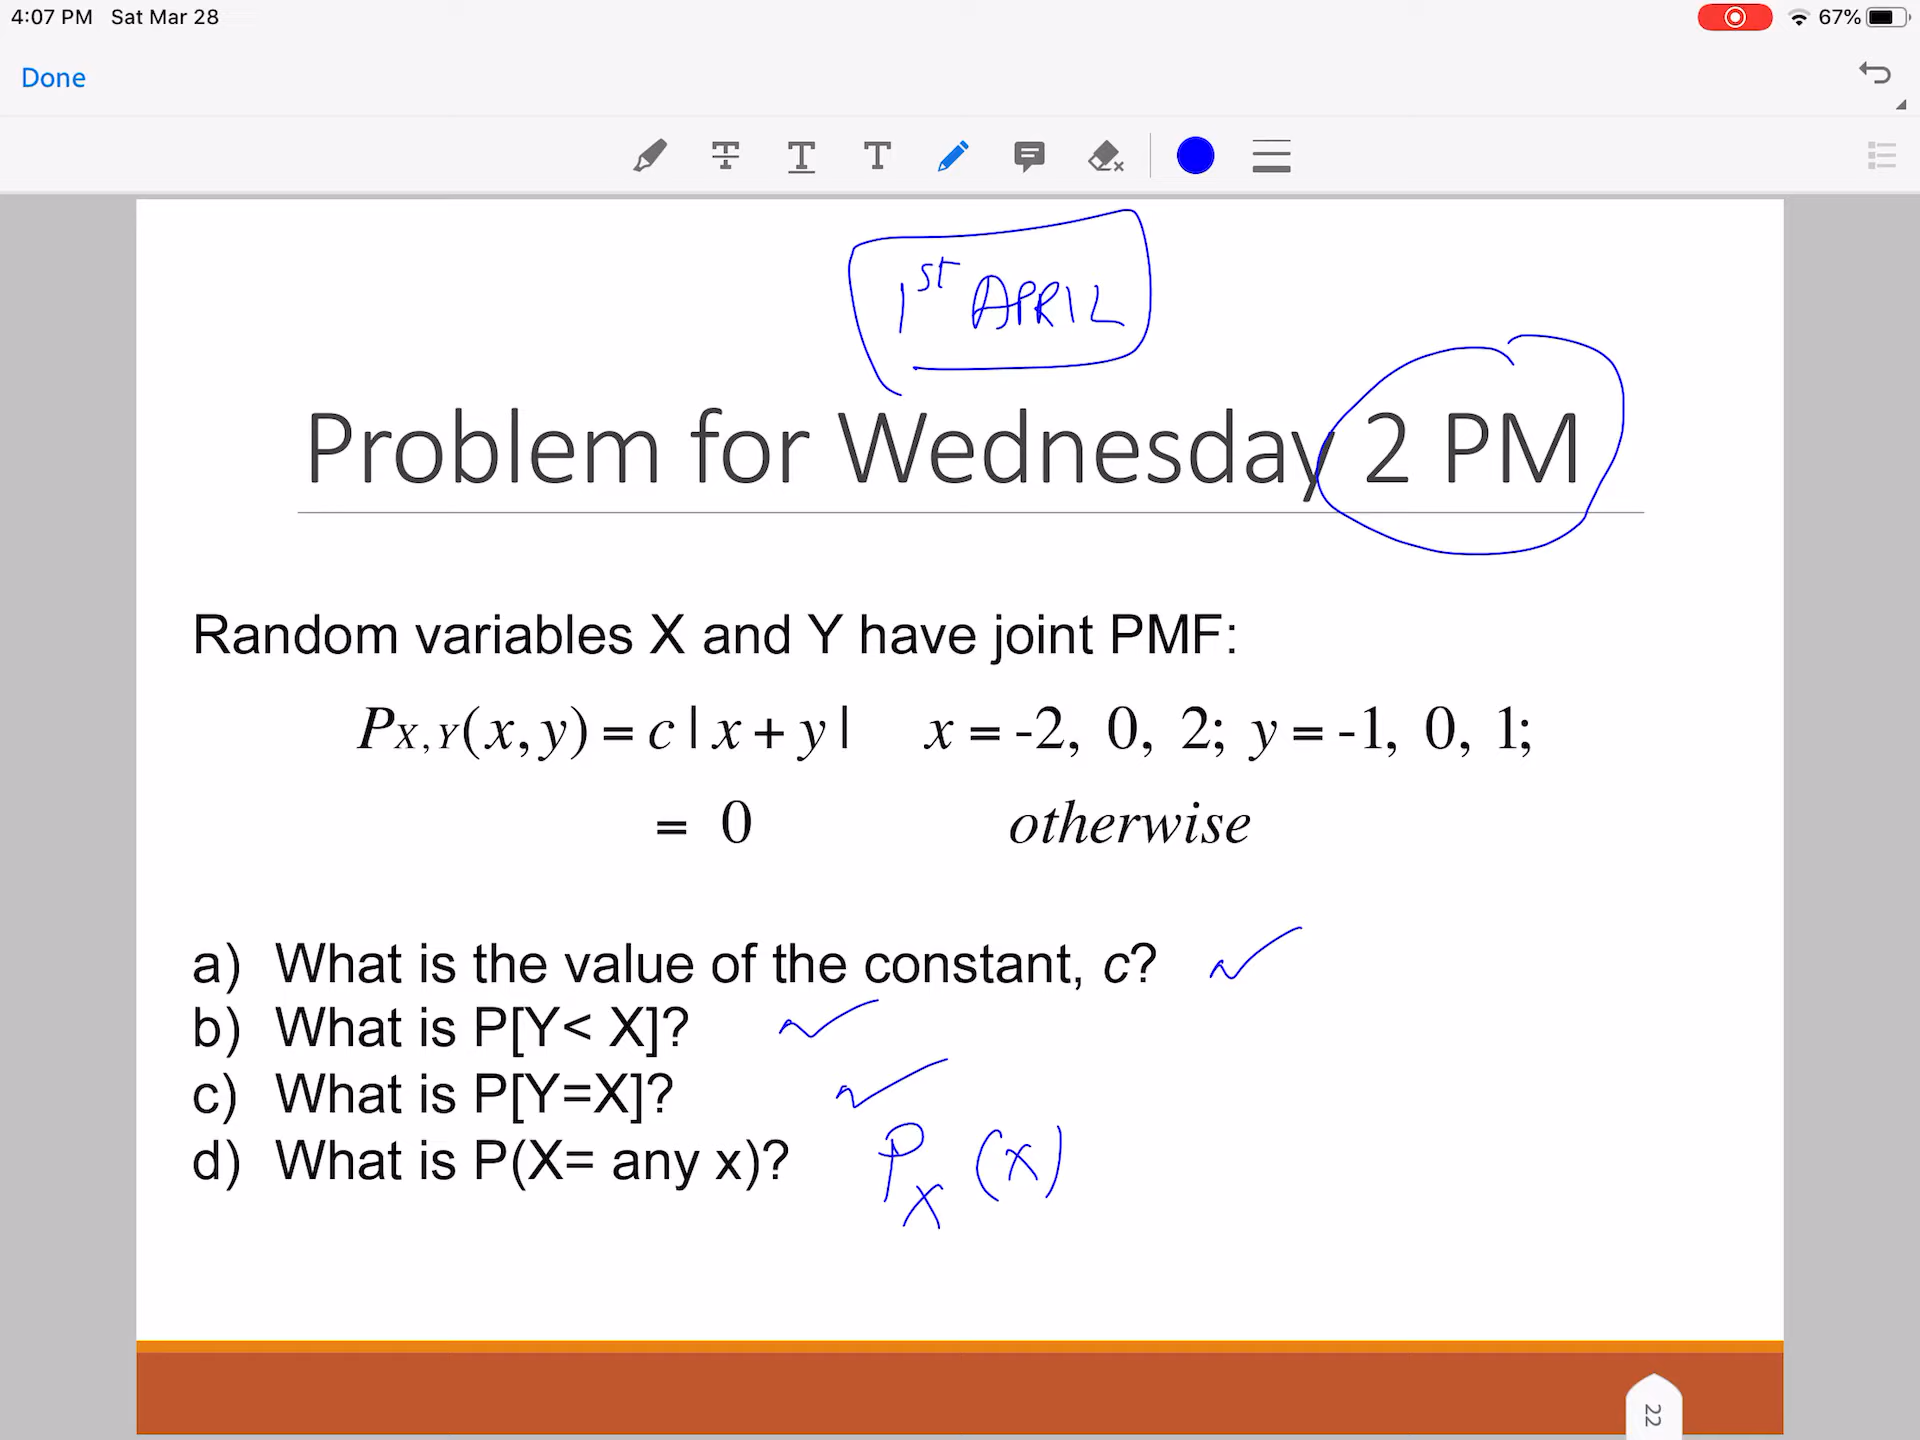 4:07 PM Sat Mar 28
67%
Done
1st APRIL
Problem for Wednesday 2 PM
Random variables X and Y have joint PMF:
PX,Y(x, y) = c | x + y | x = -2, 0, 2; y = -1, 0, 1;
= 0 otherwise
a) What is the value of the constant, c?
b) What is P[Y< X]?
c) What is P[Y=X]?
d) What is P(X= any x)? PX (x)
22